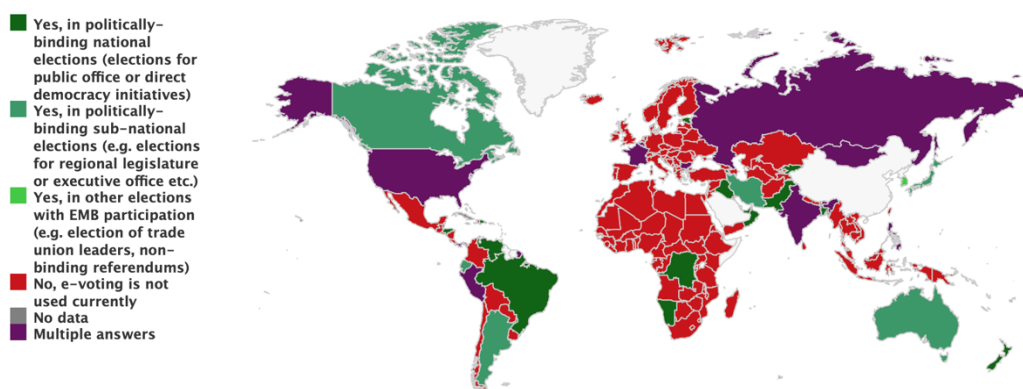 Yes, in politically-
binding national
elections (elections for
public office or direct
democracy initiatives)
Yes, in politically-
binding sub-national
elections (e.g. elections
for regional legislature
or executive office etc.)
Yes, in other elections
with EMB participation
(e.g. election of trade
union leaders, non-
binding referendums)
No, e-voting is not
used currently
No data
Multiple answers